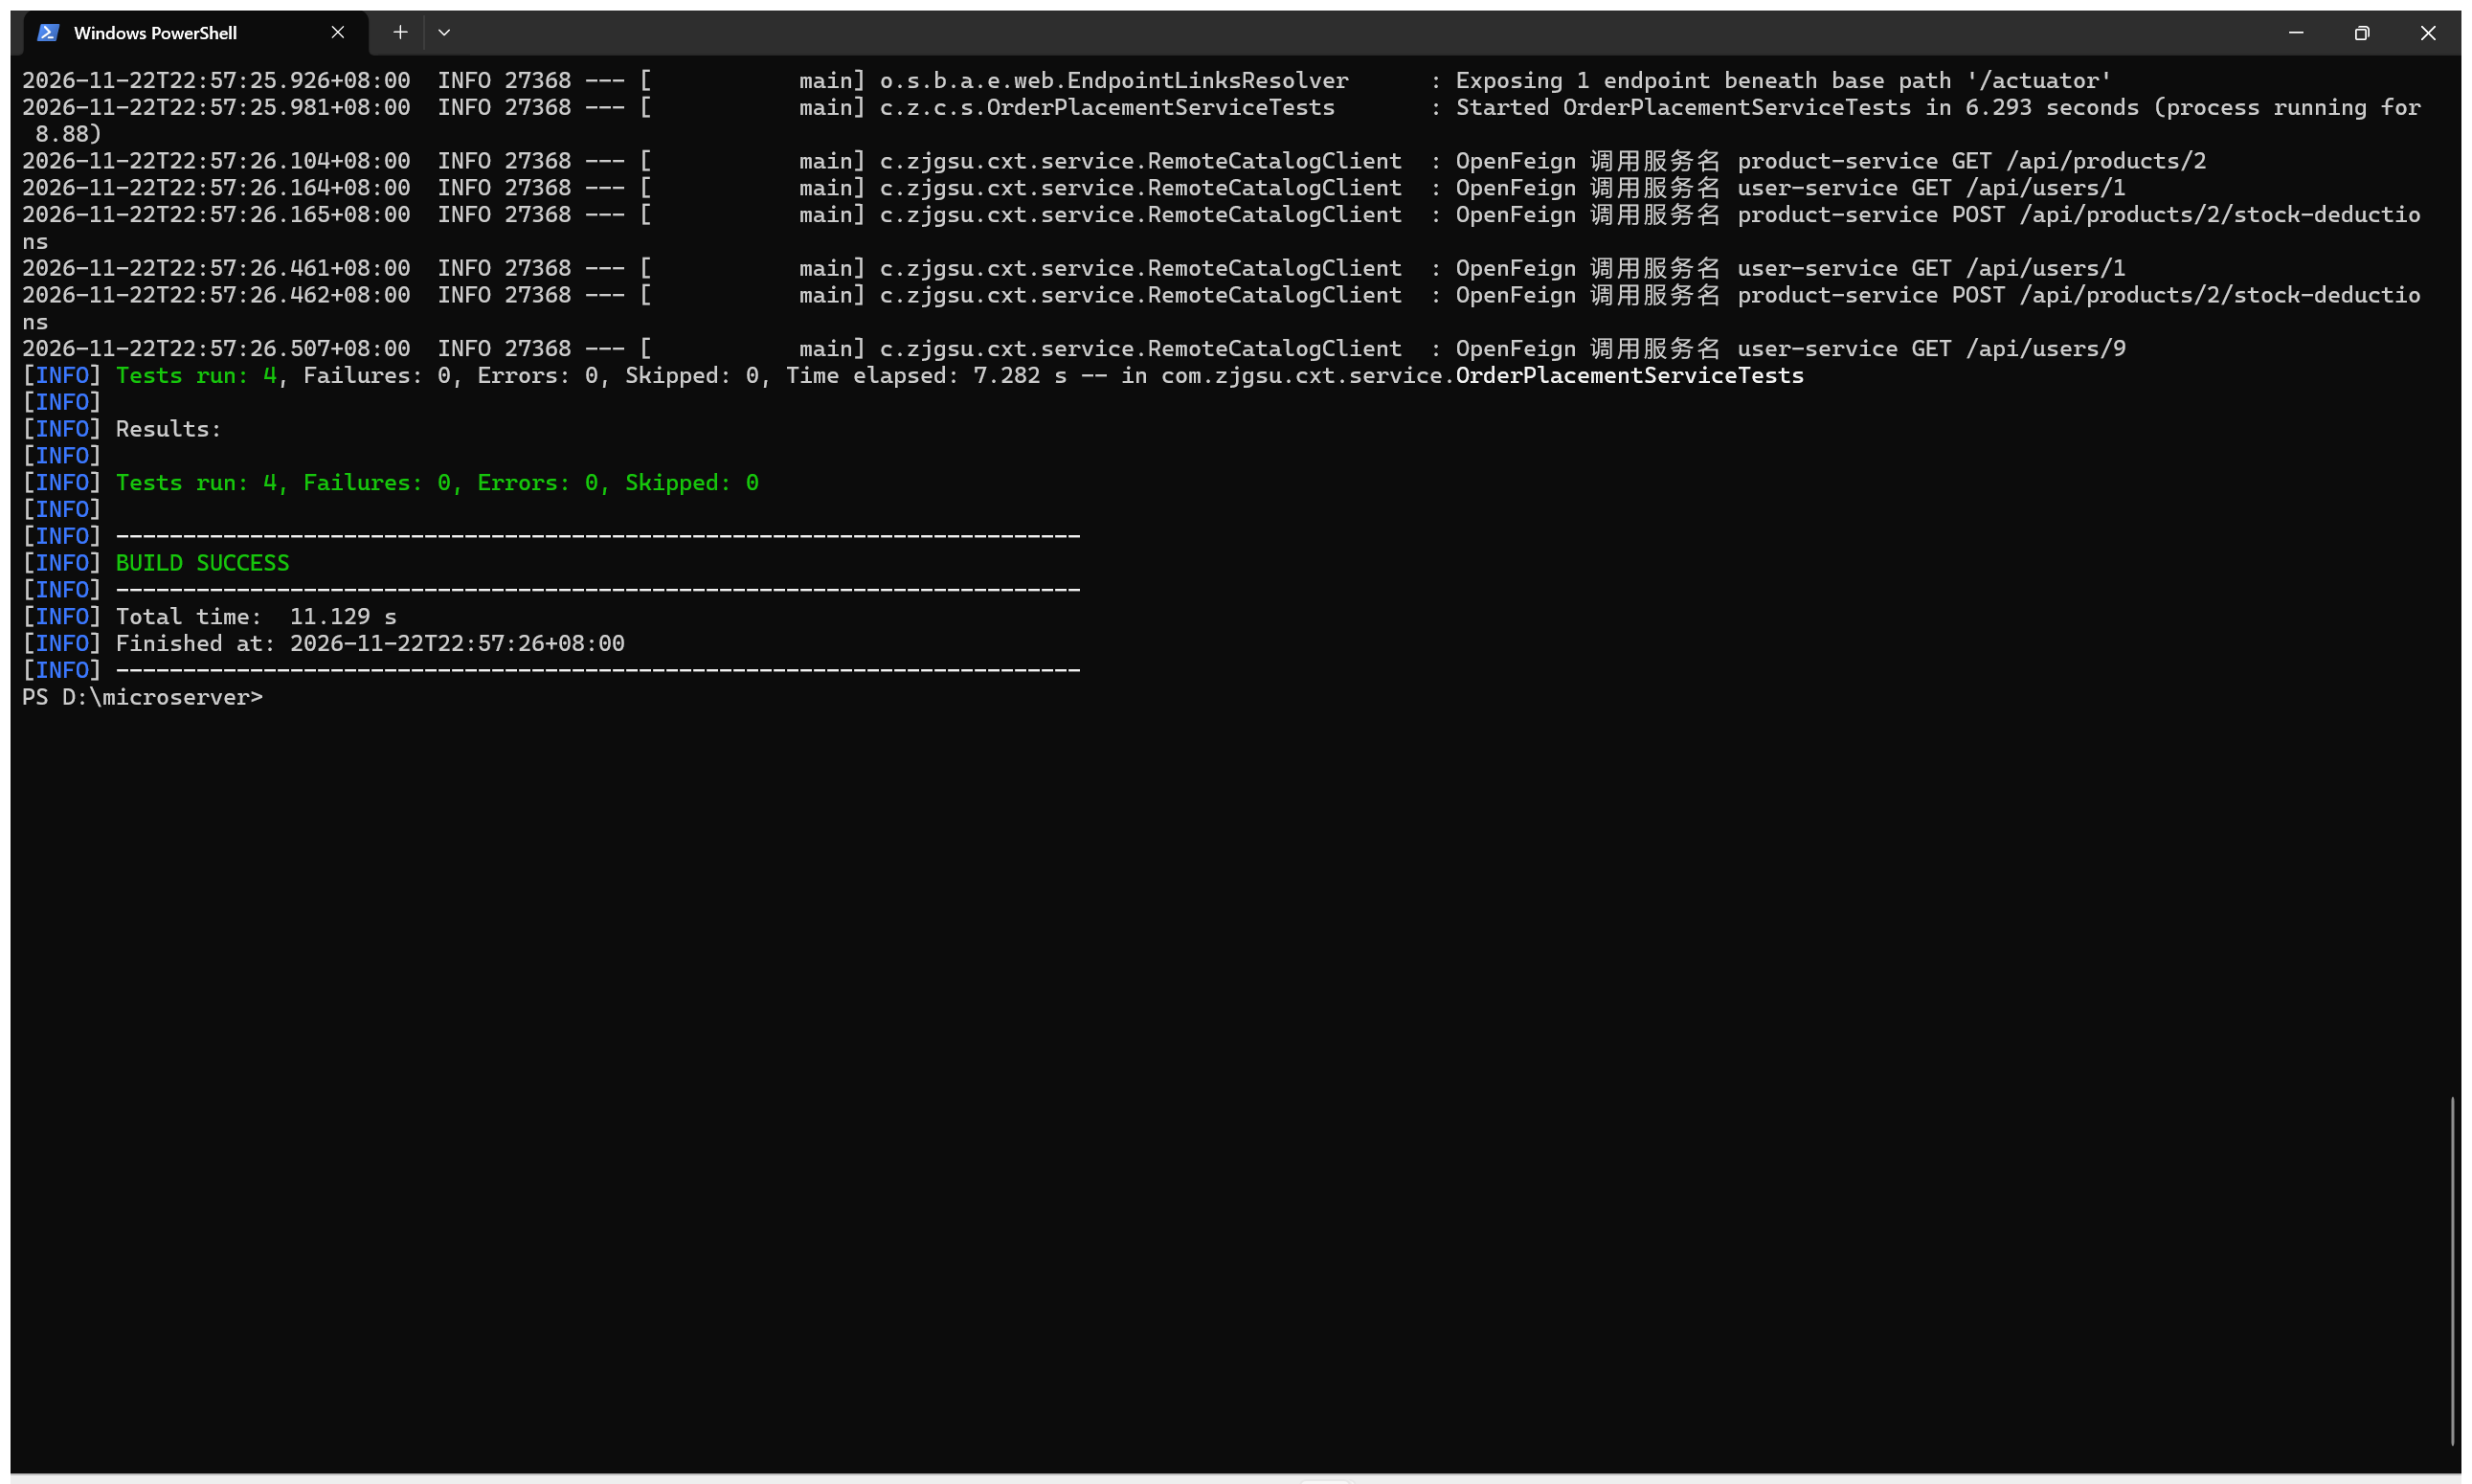 Windows PowerShell
2026-11-22T22:57:25.926+08:00  INFO 27368 --- [           main] o.s.b.a.e.web.EndpointLinksResolver      : Exposing 1 endpoint beneath base path '/actuator'
2026-11-22T22:57:25.981+08:00  INFO 27368 --- [           main] c.z.c.s.OrderPlacementServiceTests       : Started OrderPlacementServiceTests in 6.293 seconds (process running for
 8.88)
2026-11-22T22:57:26.104+08:00  INFO 27368 --- [           main] c.zjgsu.cxt.service.RemoteCatalogClient  : OpenFeign 调用服务名 product-service GET /api/products/2
2026-11-22T22:57:26.164+08:00  INFO 27368 --- [           main] c.zjgsu.cxt.service.RemoteCatalogClient  : OpenFeign 调用服务名 user-service GET /api/users/1
2026-11-22T22:57:26.165+08:00  INFO 27368 --- [           main] c.zjgsu.cxt.service.RemoteCatalogClient  : OpenFeign 调用服务名 product-service POST /api/products/2/stock-deductio
ns
2026-11-22T22:57:26.461+08:00  INFO 27368 --- [           main] c.zjgsu.cxt.service.RemoteCatalogClient  : OpenFeign 调用服务名 user-service GET /api/users/1
2026-11-22T22:57:26.462+08:00  INFO 27368 --- [           main] c.zjgsu.cxt.service.RemoteCatalogClient  : OpenFeign 调用服务名 product-service POST /api/products/2/stock-deductio
ns
2026-11-22T22:57:26.507+08:00  INFO 27368 --- [           main] c.zjgsu.cxt.service.RemoteCatalogClient  : OpenFeign 调用服务名 user-service GET /api/users/9
[INFO] Tests run: 4, Failures: 0, Errors: 0, Skipped: 0, Time elapsed: 7.282 s -- in com.zjgsu.cxt.service.OrderPlacementServiceTests
[INFO]
[INFO] Results:
[INFO]
[INFO] Tests run: 4, Failures: 0, Errors: 0, Skipped: 0
[INFO]
[INFO] ------------------------------------------------------------------------
[INFO] BUILD SUCCESS
[INFO] ------------------------------------------------------------------------
[INFO] Total time:  11.129 s
[INFO] Finished at: 2026-11-22T22:57:26+08:00
[INFO] ------------------------------------------------------------------------
PS D:\microserver>